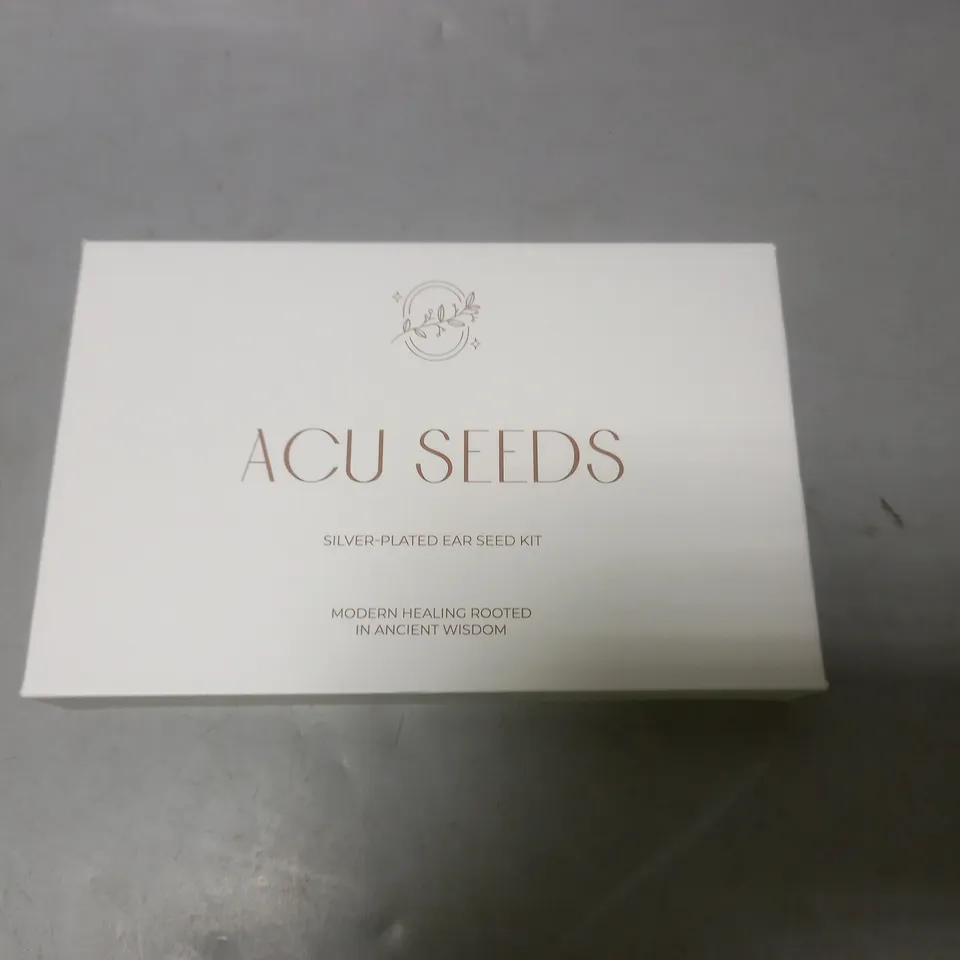 ACU SEEDS
SILVER-PLATED EAR SEED KIT
MODERN HEALING ROOTED
IN ANCIENT WISDOM